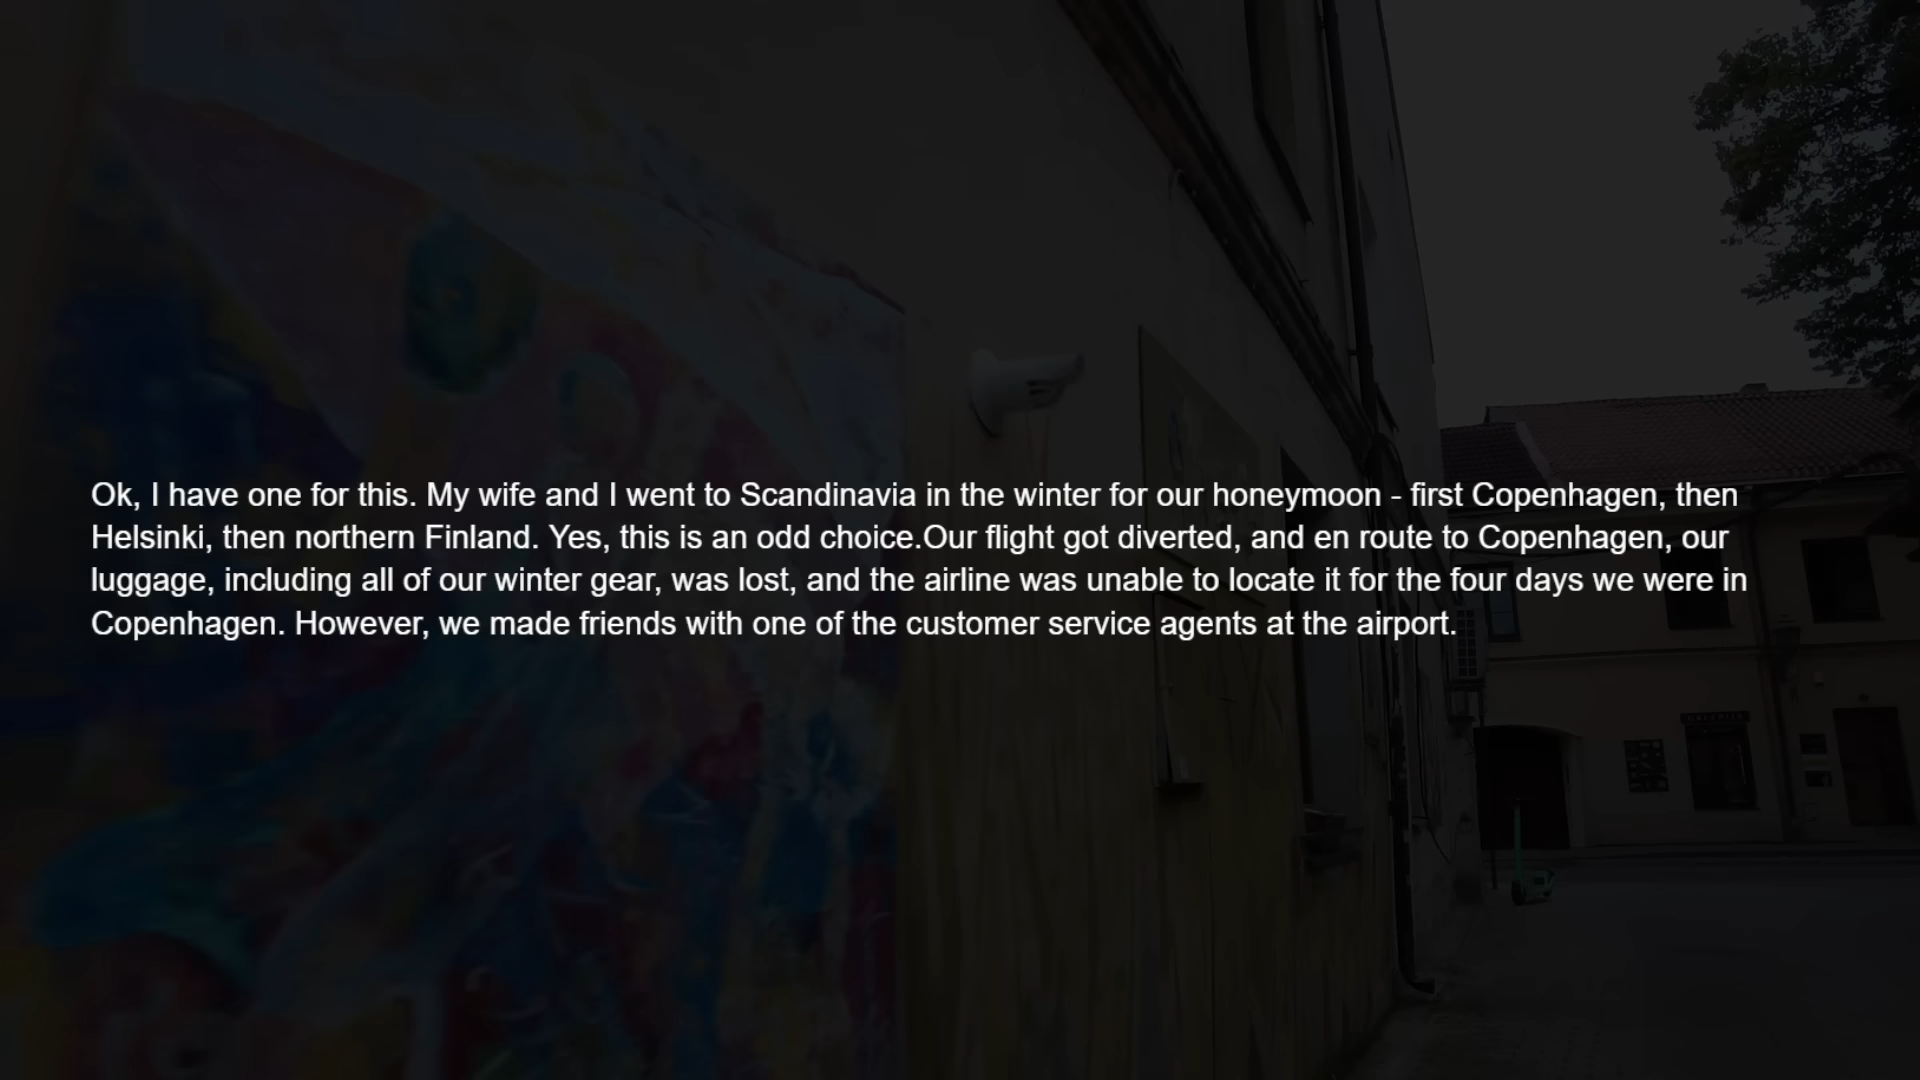 Ok, I have one for this. My wife and I went to Scandinavia in the winter for our honeymoon - first Copenhagen, then
Helsinki, then northern Finland. Yes, this is an odd choice.Our flight got diverted, and en route to Copenhagen, our
luggage, including all of our winter gear, was lost, and the airline was unable to locate it for the four days we were in
Copenhagen. However, we made friends with one of the customer service agents at the airport.